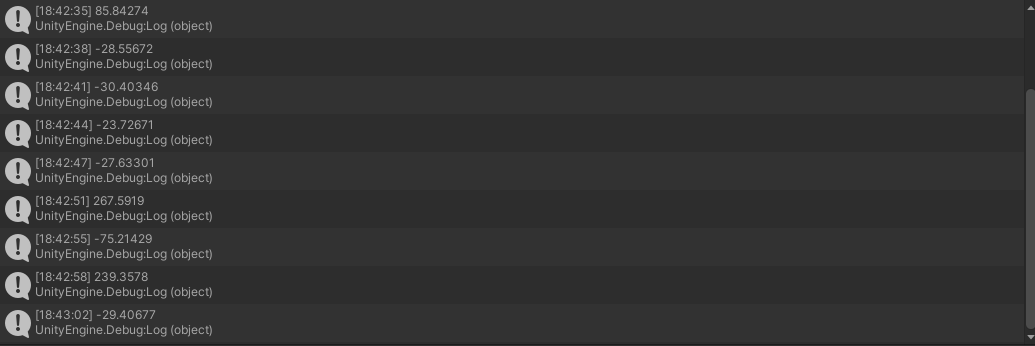 [18:42:35] 85.84274
UnityEngine.Debug:Log (object)
[18:42:38] -28.55672
UnityEngine.Debug:Log (object)
[18:42:41] -30.40346
UnityEngine.Debug:Log (object)
[18:42:44] -23.72671
UnityEngine.Debug:Log (object)
[18:42:47] -27.63301
UnityEngine.Debug:Log (object)
[18:42:51] 267.5919
UnityEngine.Debug:Log (object)
[18:42:55] -75.21429
UnityEngine.Debug:Log (object)
[18:42:58] 239.3578
UnityEngine.Debug:Log (object)
[18:43:02] -29.40677
UnityEngine.Debug:Log (object)